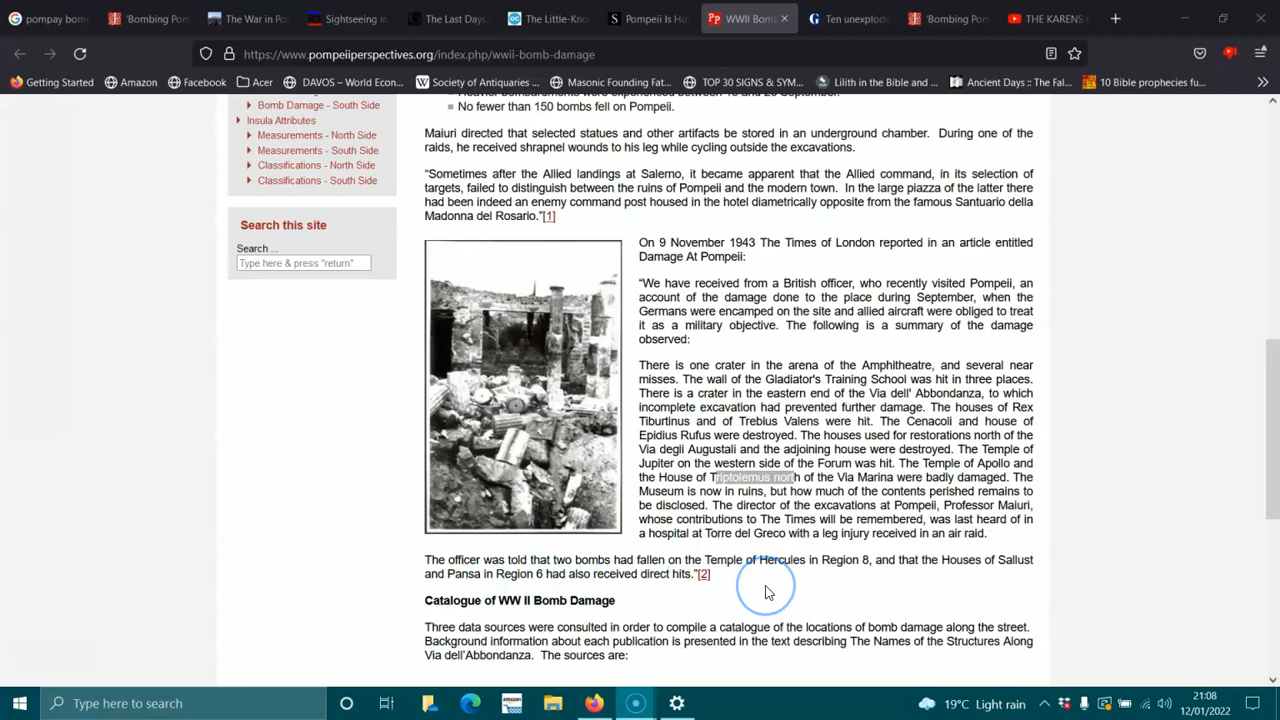 pompay bome
'Bombing Pom
The War in Po
Sightseeing in
The Last Days
The Little-Kno
Pompeii Is Ho
WWII Bomb
Ten unexplod
'Bombing Pom
THE KARENS (
https://www.pompeiiperspectives.org/index.php/wwii-bomb-damage
Getting Started
Amazon
Facebook
Acer
DAVOS – World Econ...
Society of Antiquaries ...
Masonic Founding Fat...
TOP 30 SIGNS & SYM...
Lilith in the Bible and ...
Ancient Days :: The Fal...
10 Bible prophecies fu...
Bomb Damage - South Side
Insula Attributes
Measurements - North Side
Measurements - South Side
Classifications - North Side
Classifications - South Side
Search this site
Search ...
Type here & press "return"
No fewer than 150 bombs fell on Pompeii.
Maiuri directed that selected statues and other artifacts be stored in an underground chamber. During one of the
raids, he received shrapnel wounds to his leg while cycling outside the excavations.
“Sometimes after the Allied landings at Salerno, it became apparent that the Allied command, in its selection of
targets, failed to distinguish between the ruins of Pompeii and the modern town. In the large piazza of the latter there
had been indeed an enemy command post housed in the hotel diametrically opposite from the famous Santuario della
Madonna del Rosario.”[1]
On 9 November 1943 The Times of London reported in an article entitled
Damage At Pompeii:
“We have received from a British officer, who recently visited Pompeii, an
account of the damage done to the place during September, when the
Germans were encamped on the site and allied aircraft were obliged to treat
it as a military objective. The following is a summary of the damage
observed:
There is one crater in the arena of the Amphitheatre, and several near
misses. The wall of the Gladiator's Training School was hit in three places.
There is a crater in the eastern end of the Via dell' Abbondanza, to which
incomplete excavation had prevented further damage. The houses of Rex
Tiburtinus and of Trebius Valens were hit. The Cenacoli and house of
Epidius Rufus were destroyed. The houses used for restorations north of the
Via degli Augustali and the adjoining house were destroyed. The Temple of
Jupiter on the western side of the Forum was hit. The Temple of Apollo and
the House of Triptolemus north of the Via Marina were badly damaged. The
Museum is now in ruins, but how much of the contents perished remains to
be disclosed. The director of the excavations at Pompeii, Professor Maiuri,
whose contributions to The Times will be remembered, was last heard of in
a hospital at Torre del Greco with a leg injury received in an air raid.
The officer was told that two bombs had fallen on the Temple of Hercules in Region 8, and that the Houses of Sallust
and Pansa in Region 6 had also received direct hits.”[2]
Catalogue of WW II Bomb Damage
Three data sources were consulted in order to compile a catalogue of the locations of bomb damage along the street.
Background information about each publication is presented in the text describing The Names of the Structures Along
Via dell'Abbondanza. The sources are:
Type here to search
19°C Light rain
21:08
12/01/2022